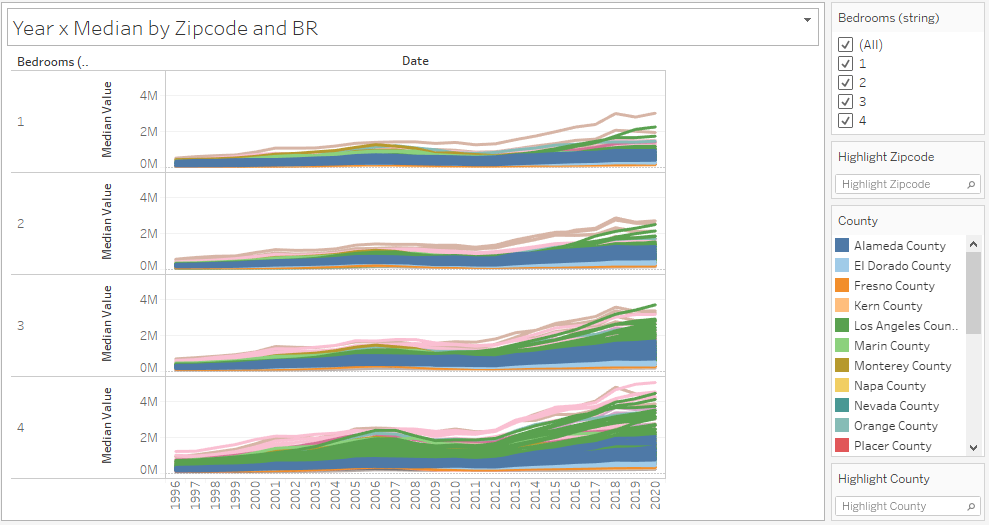 Year x Median by Zipcode and BR
Bedrooms (..
Date
1
Median Value
4M
2M
0M
2
Median Value
4M
2M
0M
3
Median Value
4M
2M
0M
4
Median Value
4M
2M
0M
1996 1997 1998 1999 2000 2001 2002 2003 2004 2005 2006 2007 2008 2009 2010 2011 2012 2013 2014 2015 2016 2017 2018 2019 2020
Bedrooms (string)
(All)
1
2
3
4
Highlight Zipcode
Highlight Zipcode
County
Alameda County
El Dorado County
Fresno County
Kern County
Los Angeles Coun..
Marin County
Monterey County
Napa County
Nevada County
Orange County
Placer County
Highlight County
Highlight County